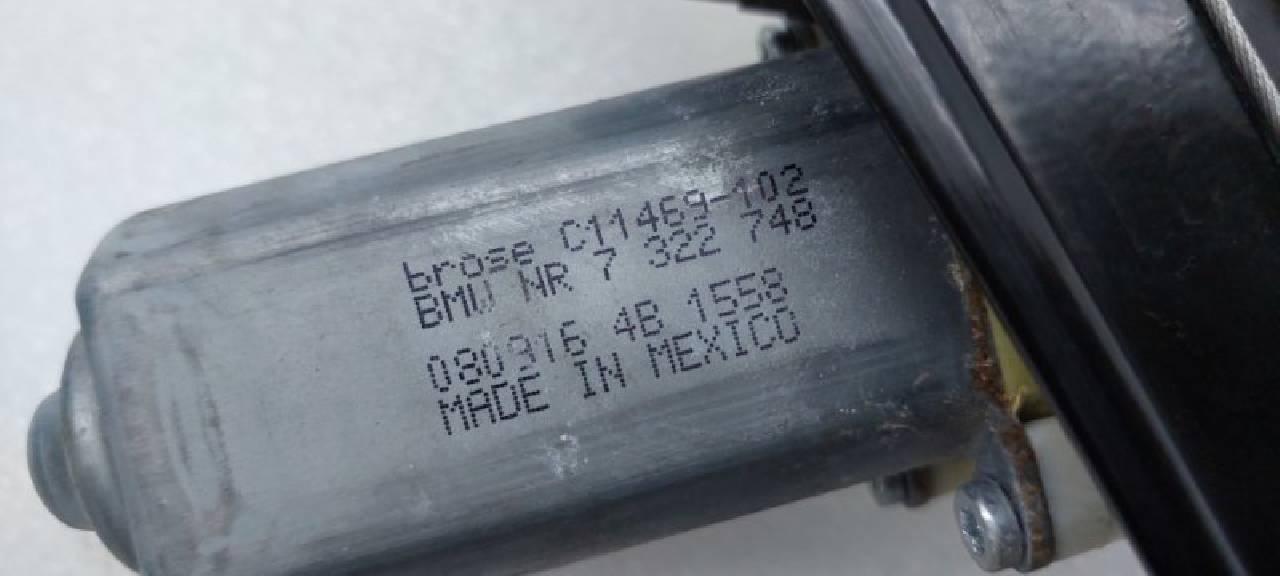 brose C11469-102
BMW NR 7 322 748
080916 4B 1558
MADE IN MEXICO